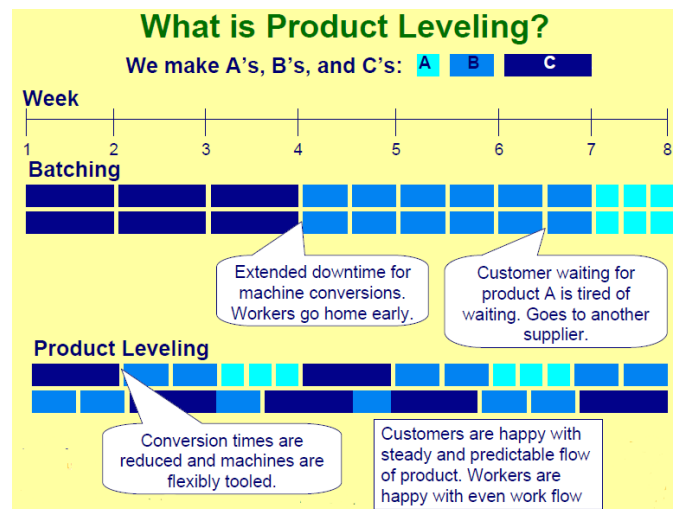 What is Product Leveling?
We make A's, B's, and C's: A B C
Week
1 2 3 4 5 6 7 8
Batching
Extended downtime for
machine conversions.
Workers go home early.
Customer waiting for
product A is tired of
waiting. Goes to another
supplier.
Product Leveling
Conversion times are
reduced and machines are
flexibly tooled.
Customers are happy with
steady and predictable flow
of product. Workers are
happy with even work flow